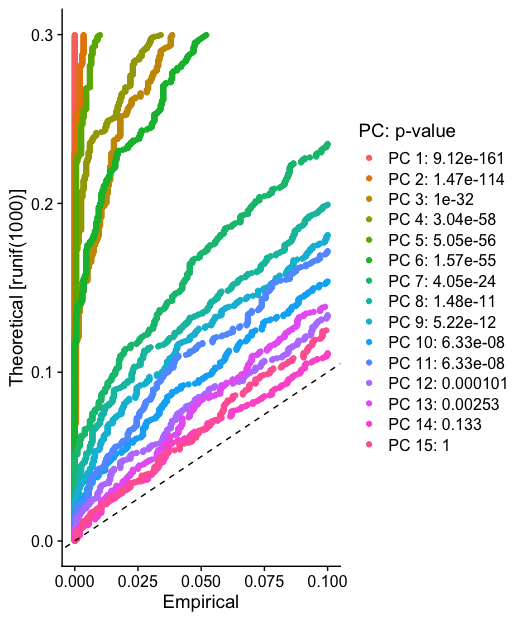 Theoretical [runif(1000)]
0.3
0.2
0.1
0.0
0.000
0.025
0.050
0.075
0.100
Empirical
PC: p-value
PC 1: 9.12e-161
PC 2: 1.47e-114
PC 3: 1e-32
PC 4: 3.04e-58
PC 5: 5.05e-56
PC 6: 1.57e-55
PC 7: 4.05e-24
PC 8: 1.48e-11
PC 9: 5.22e-12
PC 10: 6.33e-08
PC 11: 6.33e-08
PC 12: 0.000101
PC 13: 0.00253
PC 14: 0.133
PC 15: 1